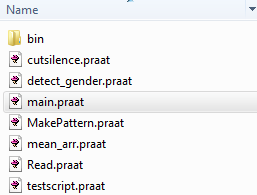 Name
bin
cutsilence.praat
detect_gender.praat
main.praat
MakePattern.praat
mean_arr.praat
Read.praat
testscript.praat